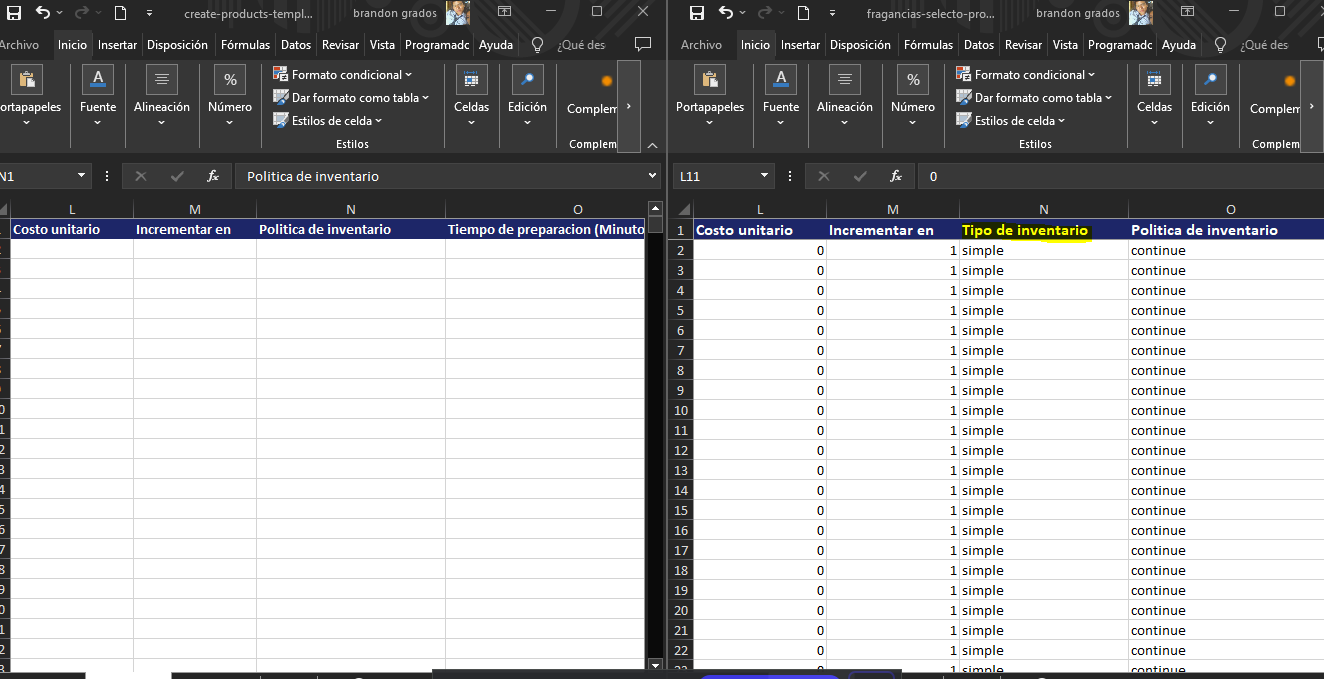 create-products-templ...
brandon grados
Archivo Inicio Insertar Disposición Fórmulas Datos Revisar Vista Programadc Ayuda ¿Qué des
ortapapeles
Fuente
Alineación
Número
Formato condicional
Dar formato como tabla
Estilos de celda
Estilos
Celdas
Edición
Complem
Complem
N1
fx
Politica de inventario
L M N O
Costo unitario Incrementar en Politica de inventario Tiempo de preparacion (Minuto
fragancias-selecto-pro...
brandon grados
Archivo Inicio Insertar Disposición Fórmulas Datos Revisar Vista Programadc Ayuda ¿Qué des
Portapapeles
Fuente
Alineación
Número
Formato condicional
Dar formato como tabla
Estilos de celda
Estilos
Celdas
Edición
Complem
Complem
L11
fx
0
L M N O
1 Costo unitario Incrementar en Tipo de inventario Politica de inventario
2 0 1 simple continue
3 0 1 simple continue
4 0 1 simple continue
5 0 1 simple continue
6 0 1 simple continue
7 0 1 simple continue
8 0 1 simple continue
9 0 1 simple continue
10 0 1 simple continue
11 0 1 simple continue
12 0 1 simple continue
13 0 1 simple continue
14 0 1 simple continue
15 0 1 simple continue
16 0 1 simple continue
17 0 1 simple continue
18 0 1 simple continue
19 0 1 simple continue
20 0 1 simple continue
21 0 1 simple continue
22 0 1 simple continue
23 0 1 simple continue